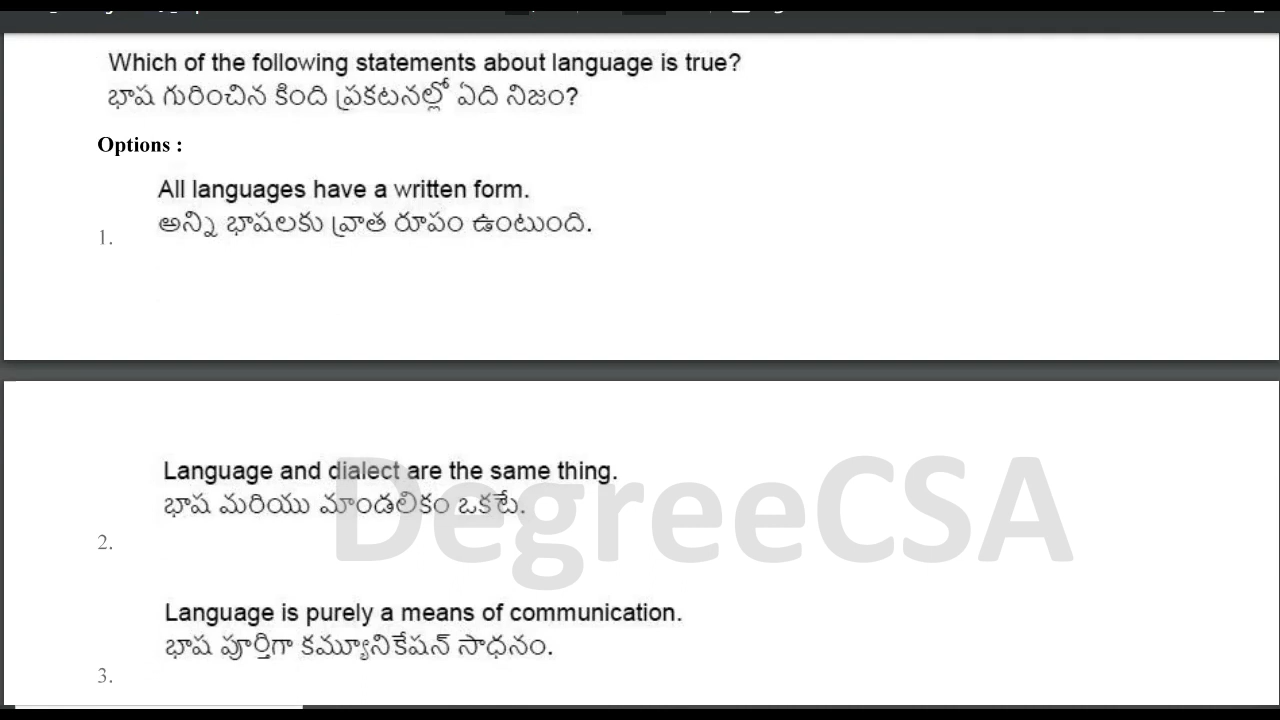 Which of the following statements about language is true?
భాష గురించిన కింది ప్రకటనల్లో ఏది నిజం?
Options :
All languages have a written form.
అన్ని భాషలకు వ్రాత రూపం ఉంటుంది.
1.
Language and dialect are the same thing.
భాష మరియు మాండలికం ఒకటే.
DegreeCSA
2.
Language is purely a means of communication.
భాష పూర్తిగా కమ్యూనికేషన్ సాధనం.
3.